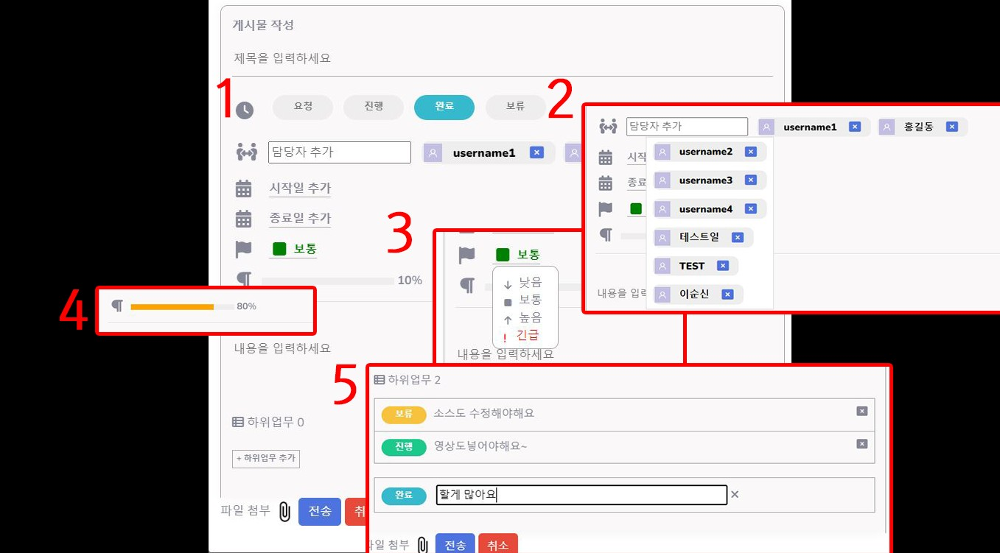 게시물 작성
제목을 입력하세요
1
요청
진행
완료
보류
담당자 추가
username1
시작일 추가
종료일 추가
보통
10%
내용을 입력하세요
하위업무 0
+ 하위업무 추가
파일 첨부
전송
취
2
담당자 추가
username1
홍길동
시작
종료
username2
username3
username4
테스트일
TEST
이순신
내용을 입력
3
보통
낮음
보통
높음
긴급
내용을 입력하세요
4
80%
5
하위업무 2
보류 소스도 수정해야해요
진행 영상도넣어야해요~
완료 할게 많아요
파일 첨부
전송
취소